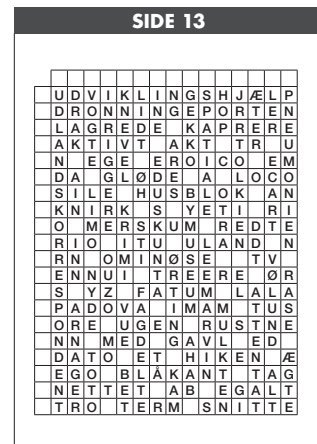 SIDE 13
UDVIKLINGSHJÆLP
DRONNINGEPORTEN
LAGREDE KAPRERE
AKTIVT AKT TR U
N EGE EROICO EM
DA GLØDE A LOCO
SILE HUSBLOK AN
KNIRK S YETI RI
O MERSKUM REDTE
RIO ITU ULAND N
RN OMINØSE TV
ENNUI TREERE ØR
S YZ FATUM LALA
PADOVA IMAM TUS
ORE UGEN RUSTNE
NN MED GAVL ED
DATO ET HIKEN Æ
EGO BLÅKANT TAG
NETTET AB EGALT
TRO TERM SNITTE